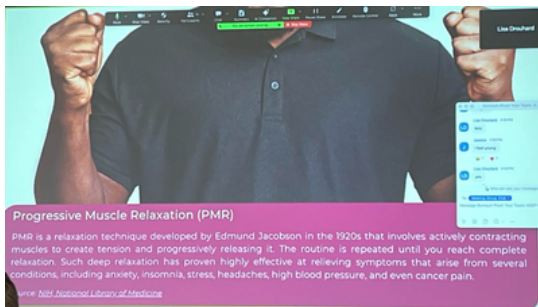 Lisa Drouhard
Progressive Muscle Relaxation (PMR)
PMR is a relaxation technique developed by Edmund Jacobson in the 1920s that involves actively contracting
muscles to create tension and progressively releasing it. The routine is repeated until you reach complete
relaxation. Such deep relaxation has proven highly effective at relieving symptoms that arise from several
conditions, including anxiety, insomnia, stress, headaches, high blood pressure, and even cancer pain.
NIH, National Library of Medicine